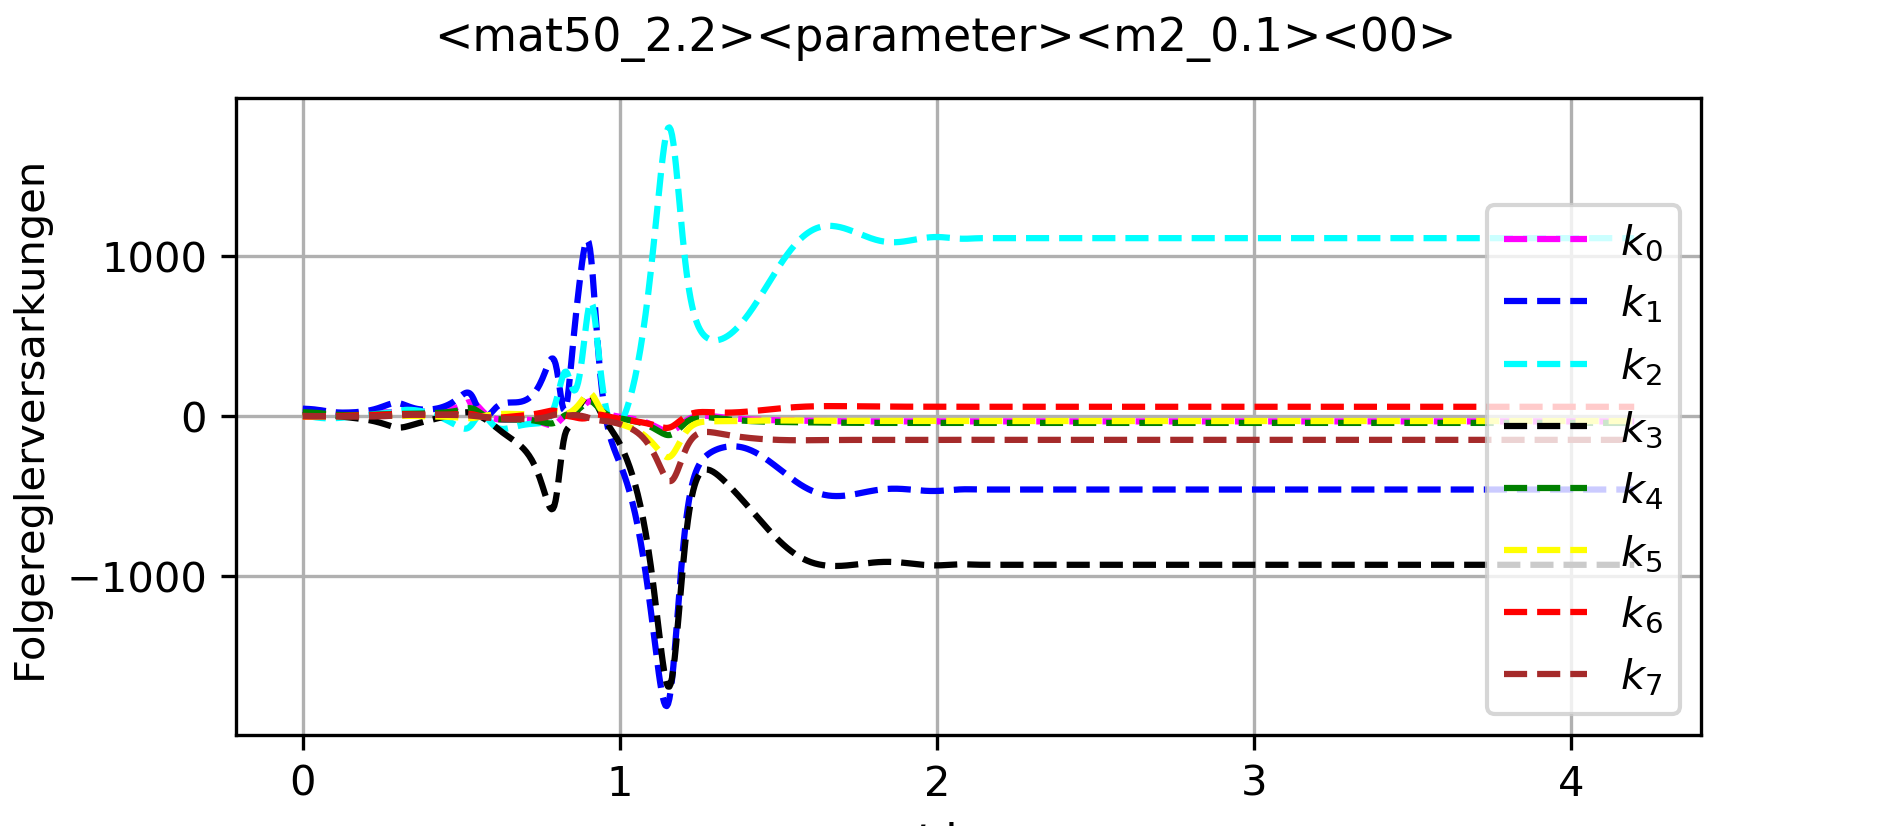 <mat50_2.2><parameter><m2_0.1><00>
Folgereglerversarkungen
1000
0
−1000
0 1 2 3 4
k0
k1
k2
k3
k4
k5
k6
k7